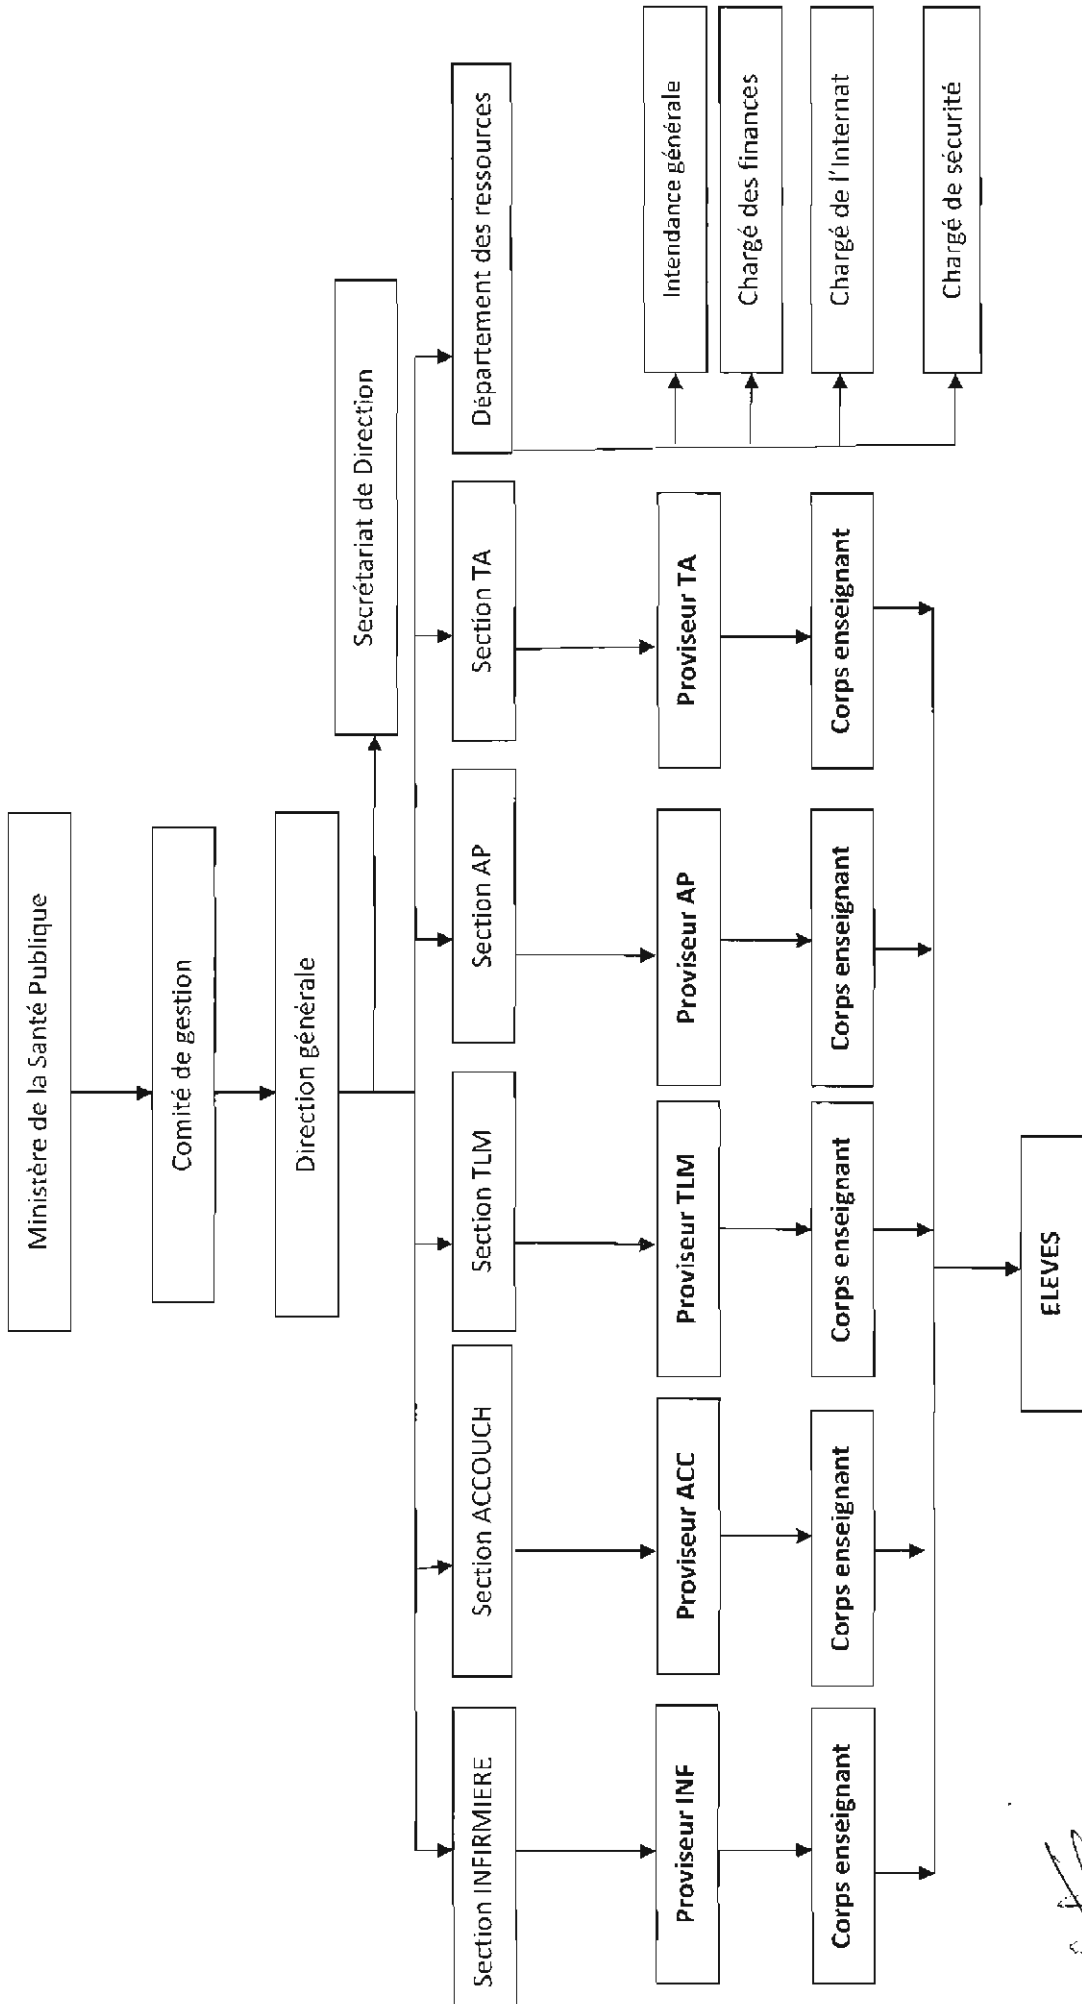 Ministère de la Santé Publique
Comité de gestion
Direction générale
Secrétariat de Direction
Section INFIRMIERE
Section ACCOUCH
Section TLM
Section AP
Section TA
Département des ressources
Proviseur INF
Proviseur ACC
Proviseur TLM
Proviseur AP
Proviseur TA
Intendance générale
Chargé des finances
Corps enseignant
Corps enseignant
Corps enseignant
Corps enseignant
Corps enseignant
Chargé de l'Internat
Chargé de sécurité
ELEVES